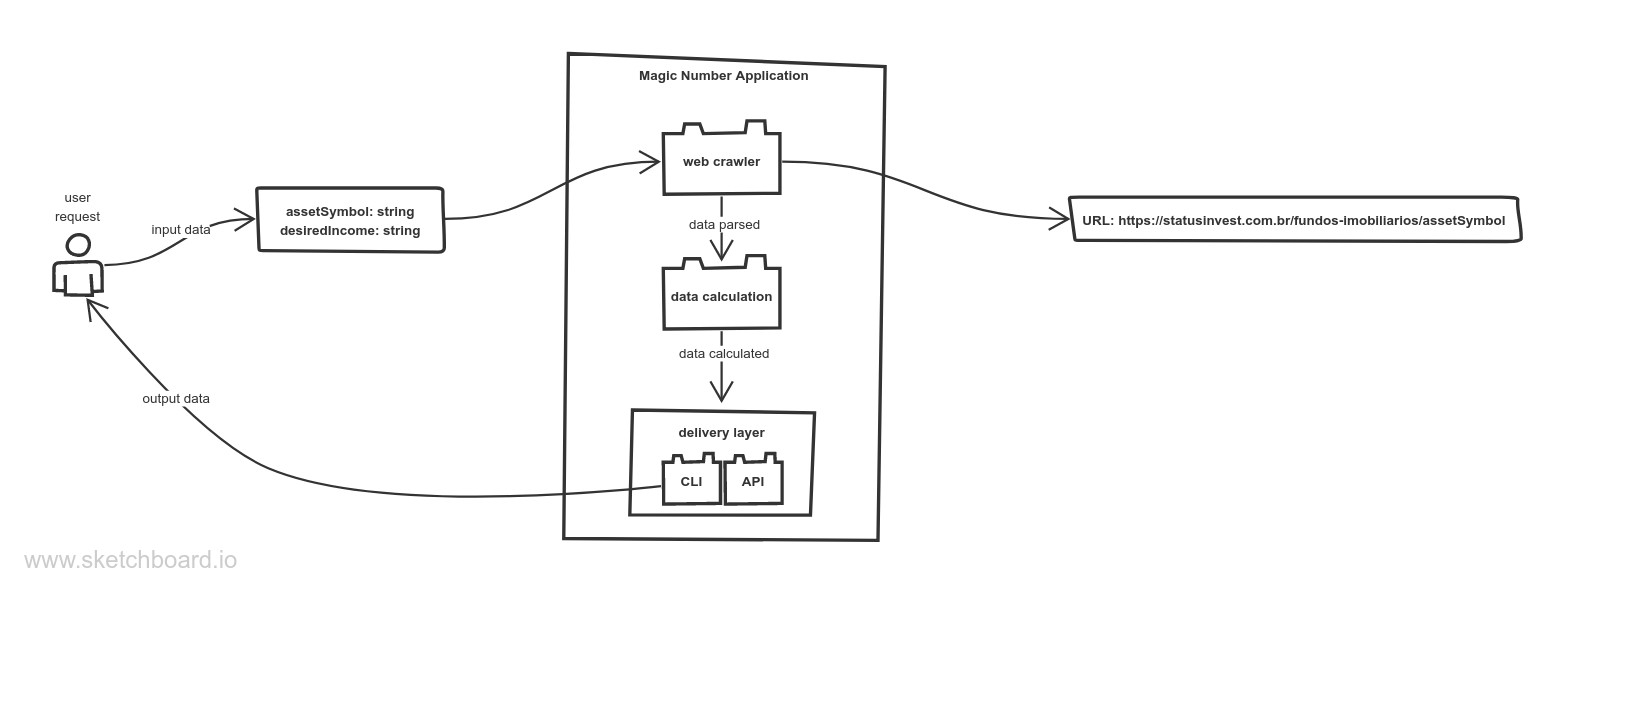 Magic Number Application
web crawler
user
request
assetSymbol: string
desiredIncome: string
input data
data parsed
URL: https://statusinvest.com.br/fundos-imobiliarios/assetSymbol
data calculation
data calculated
output data
delivery layer
CLI
API
www.sketchboard.io